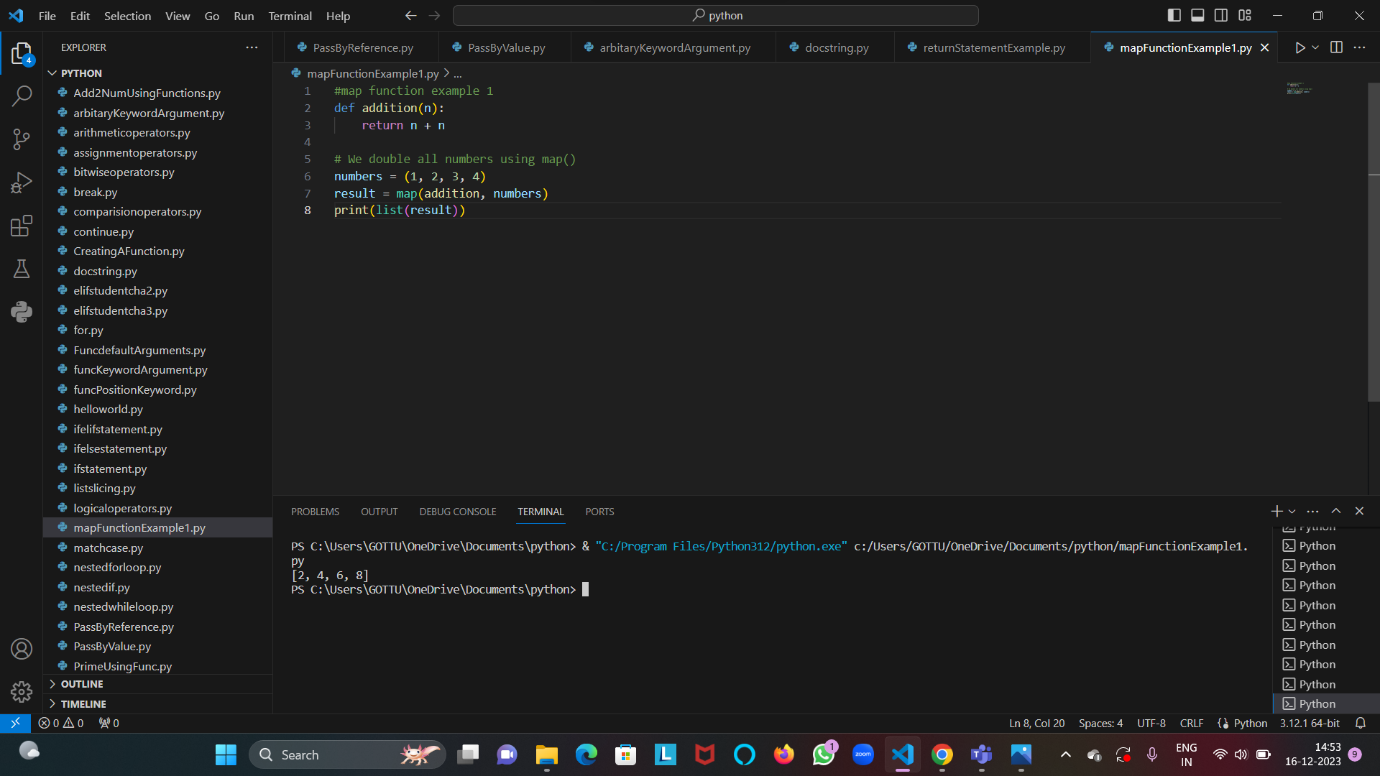 File Edit Selection View Go Run Terminal Help
python
4
EXPLORER
PYTHON
Add2NumUsingFunctions.py
arbitaryKeywordArgument.py
arithmeticoperators.py
assignmentoperators.py
bitwiseoperators.py
break.py
comparisionoperators.py
continue.py
CreatingAFunction.py
docstring.py
elifstudentcha2.py
elifstudentcha3.py
for.py
FuncdefaultArguments.py
funcKeywordArgument.py
funcPositionKeyword.py
helloworld.py
ifelifstatement.py
ifelsestatement.py
ifstatement.py
listslicing.py
logicaloperators.py
mapFunctionExample1.py
matchcase.py
nestedforloop.py
nestedif.py
nestedwhileloop.py
PassByReference.py
PassByValue.py
PrimeUsingFunc.py
OUTLINE
TIMELINE
PassByReference.py PassByValue.py arbitaryKeywordArgument.py docstring.py returnStatementExample.py mapFunctionExample1.py
mapFunctionExample1.py > ...
1 #map function example 1
2 def addition(n):
3     return n + n
4
5 # We double all numbers using map()
6 numbers = (1, 2, 3, 4)
7 result = map(addition, numbers)
8 print(list(result))
PROBLEMS OUTPUT DEBUG CONSOLE TERMINAL PORTS
PS C:\Users\GOTTU\OneDrive\Documents\python> & "C:/Program Files/Python312/python.exe" c:/Users/GOTTU/OneDrive/Documents/python/mapFunctionExample1.
py
[2, 4, 6, 8]
PS C:\Users\GOTTU\OneDrive\Documents\python>
Python
Python
Python
Python
Python
Python
Python
Python
Python
Python
0 0 0
Ln 8, Col 20 Spaces: 4 UTF-8 CRLF Python 3.12.1 64-bit
Search
L
1
zoom
ENG
IN
14:53
16-12-2023
9